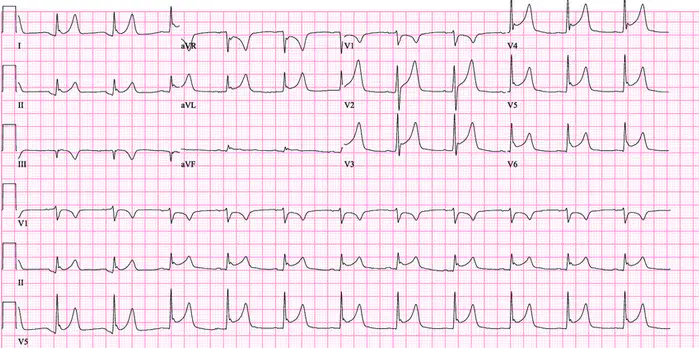 I aVR V1 V4
II aVL V2 V5
III aVF V3 V6
V1
II
V5